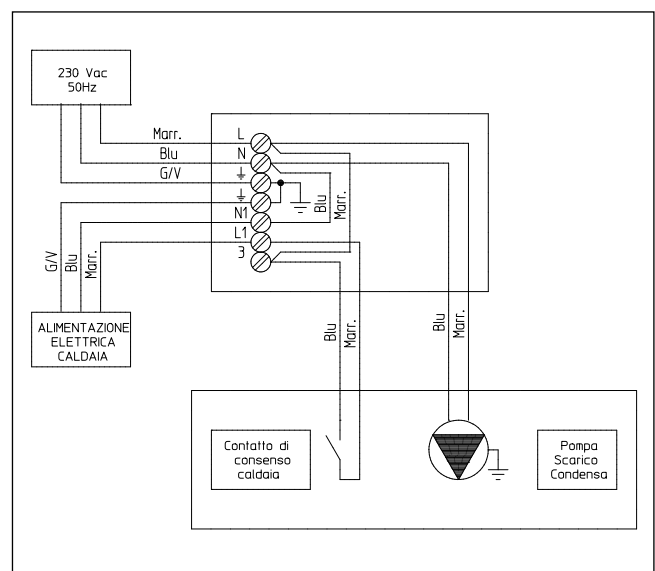 230 Vac
50Hz
Marr.
L
Blu
N
G/V
N1
L1
3
Blu
Marr.
G/V
Blu
Marr.
ALIMENTAZIONE
ELETTRICA
CALDAIA
Blu
Marr.
Blu
Marr.
Contatto di
consenso
caldaia
Pompa
Scarico
Condensa